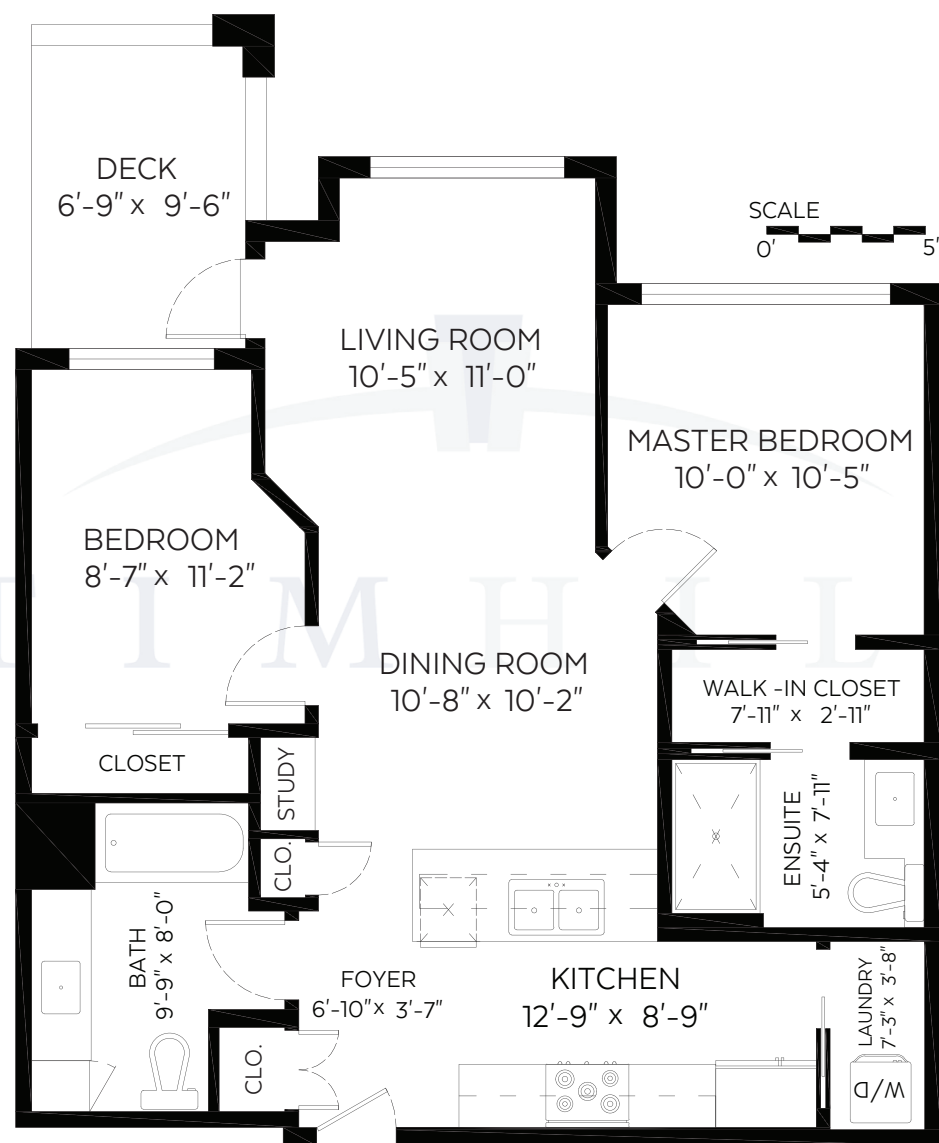 DECK
6'-9" x 9'-6"
SCALE
0' 5'
LIVING ROOM
10'-5" x 11'-0"
MASTER BEDROOM
10'-0" x 10'-5"
BEDROOM
8'-7" x 11'-2"
TIMHIL
DINING ROOM
10'-8" x 10'-2"
WALK -IN CLOSET
7'-11" x 2'-11"
CLOSET
STUDY
ENSUITE
5'-4" x 7'-11"
CLO.
BATH
9'-9" x 8'-0"
FOYER
6'-10" x 3'-7"
KITCHEN
12'-9" x 8'-9"
LAUNDRY
7'-3" x 3'-8"
CLO.
W/D